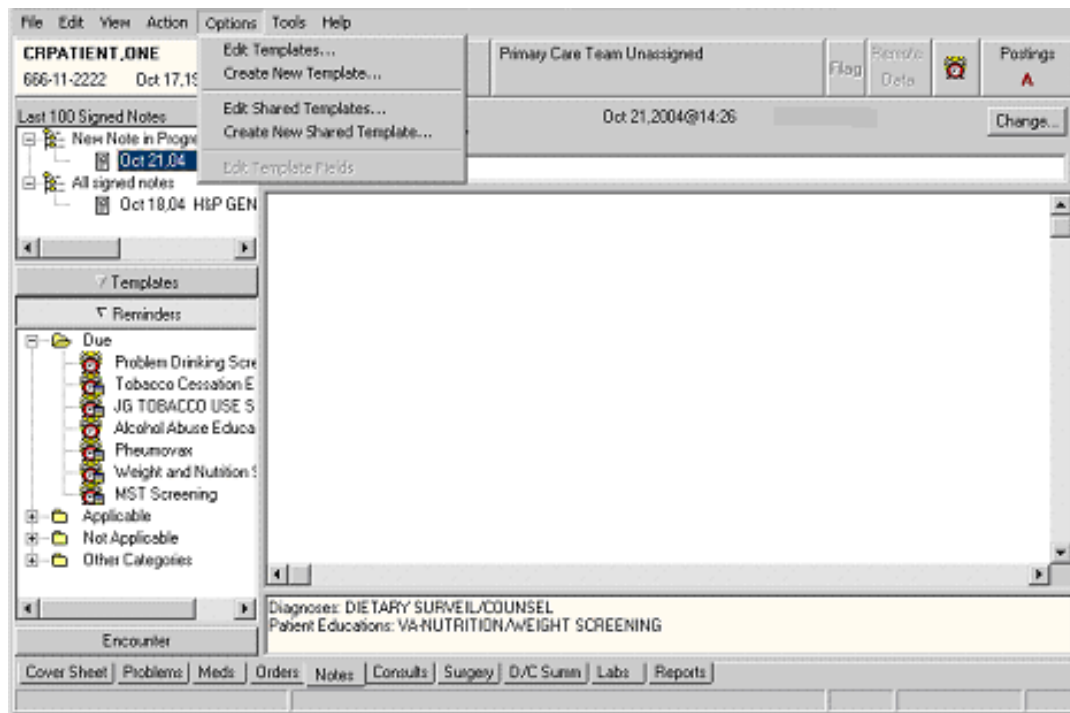 File Edit View Action Options Tools Help
CRPATIENT,ONE
666-11-2222 Oct 17,19
Edit Templates...
Create New Template...
Edit Shared Templates...
Create New Shared Template...
Edit Template Fields
Primary Care Team Unassigned
Flag
Remote
Data
Postings
A
Last 100 Signed Notes
Oct 21,2004@14:26
Change...
New Note in Progre
Oct 21,04
All signed notes
Oct 18,04 H&P GEN
Templates
Reminders
Due
Problem Drinking Scre
Tobacco Cessation E
JG TOBACCO USE S
Alcohol Abuse Educa
Pneumovax
Weight and Nutrition S
MST Screening
Applicable
Not Applicable
Other Categories
Encounter
Diagnoses: DIETARY SURVEIL/COUNSEL
Patient Educations: VA-NUTRITION/WEIGHT SCREENING
Cover Sheet Problems Meds Orders Notes Consults Surgery D/C Summ Labs Reports